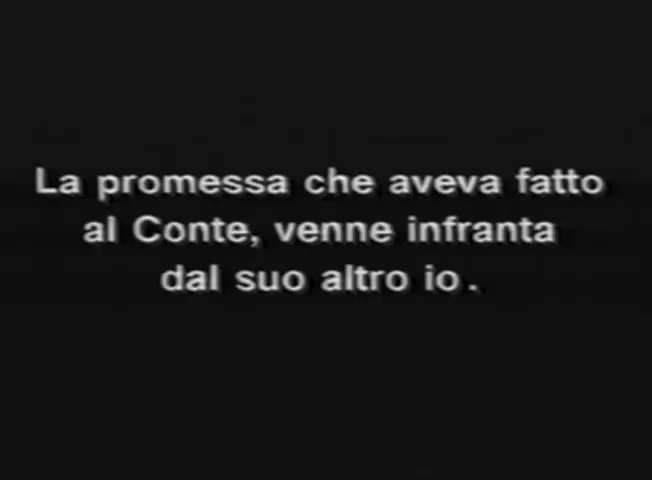 La promessa che aveva fatto
al Conte, venne infranta
dal suo altro io .